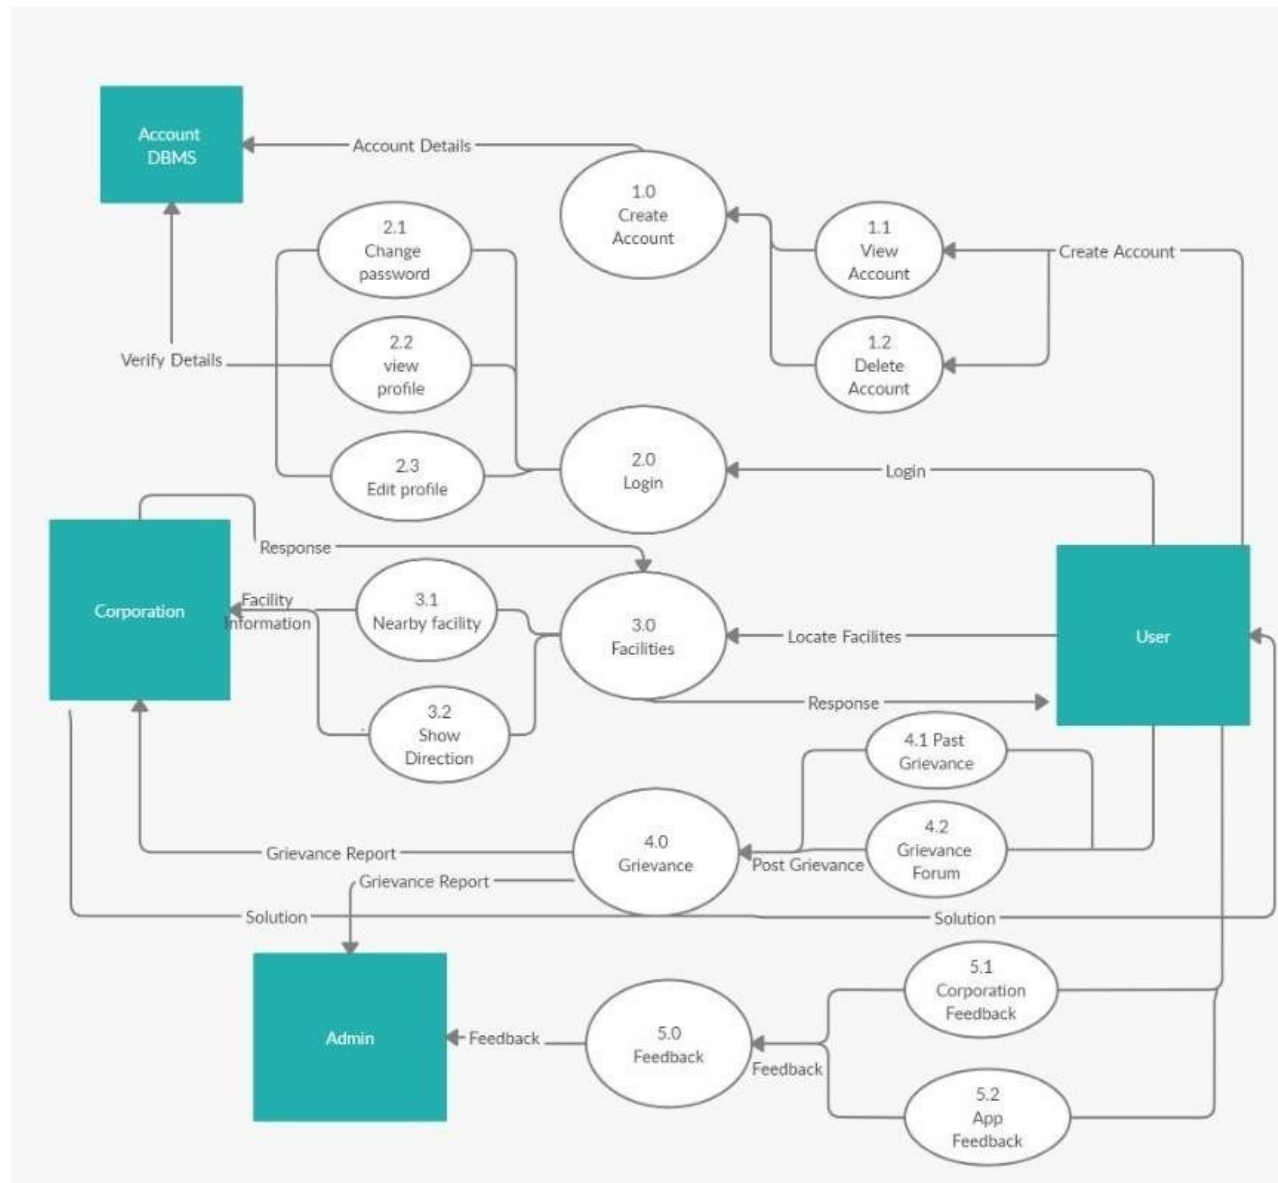 Account
DBMS
Account Details
1.0
Create
Account
2.1
Change
password
1.1
View
Account
Create Account
2.2
view
profile
Verify Details
1.2
Delete
Account
2.3
Edit profile
2.0
Login
Login
Response
Corporation
Facility
Information
3.1
Nearby facility
3.0
Facilities
Locate Facilites
User
Response
3.2
Show
Direction
4.1 Past
Grievance
4.0
Grievance
4.2
Grievance
Forum
Post Grievance
Grievance Report
Grievance Report
Solution
Solution
5.1
Corporation
Feedback
Admin
Feedback
5.0
Feedback
Feedback
5.2
App
Feedback